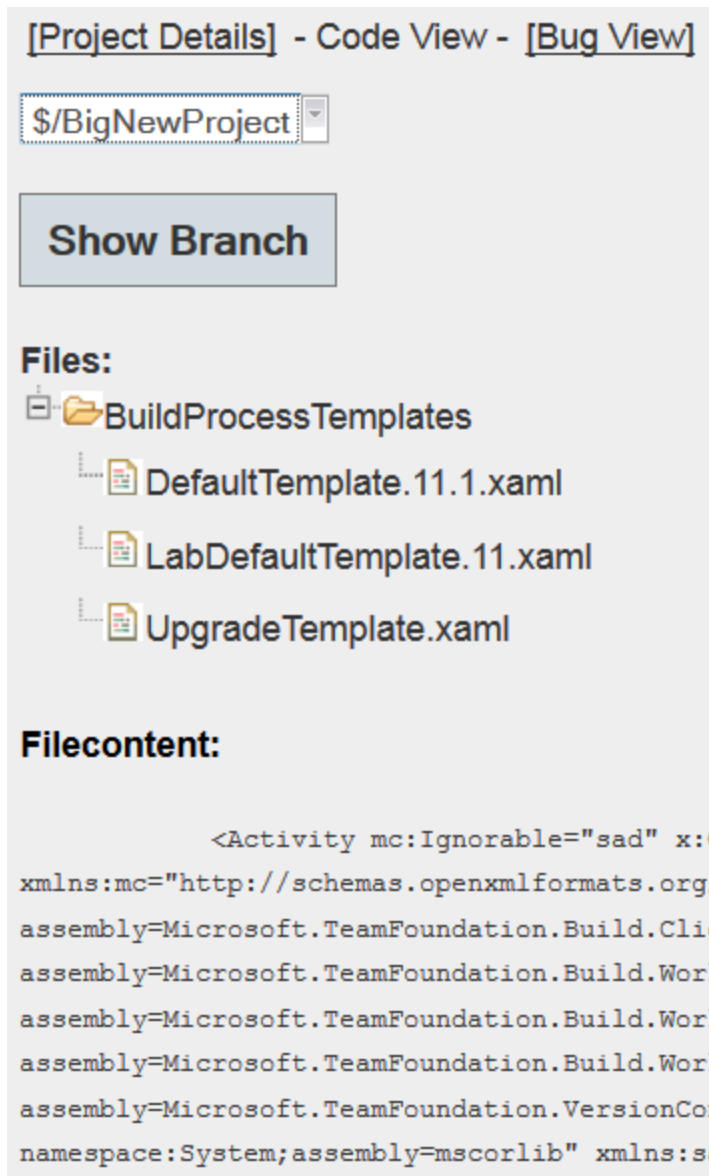 [Project Details] - Code View - [Bug View]
$/BigNewProject
Show Branch
Files:
BuildProcessTemplates
DefaultTemplate.11.1.xaml
LabDefaultTemplate.11.xaml
UpgradeTemplate.xaml
Filecontent:
<Activity mc:Ignorable="sad" x:
xmlns:mc="http://schemas.openxmlformats.org
assembly=Microsoft.TeamFoundation.Build.Cli
assembly=Microsoft.TeamFoundation.Build.Wor
assembly=Microsoft.TeamFoundation.Build.Wor
assembly=Microsoft.TeamFoundation.Build.Wor
assembly=Microsoft.TeamFoundation.VersionCo
namespace:System;assembly=mscorlib" xmlns:s